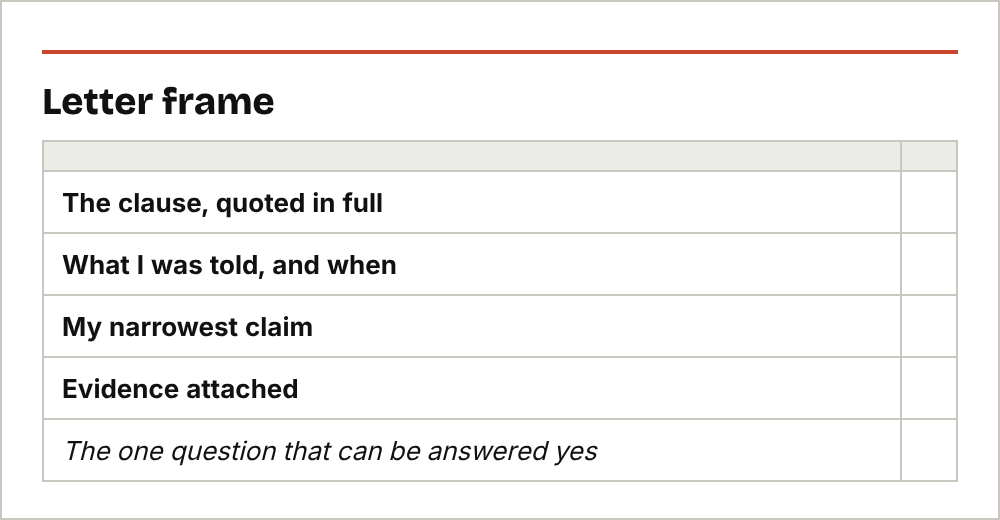 Letter frame
The clause, quoted in full
What I was told, and when
My narrowest claim
Evidence attached
The one question that can be answered yes